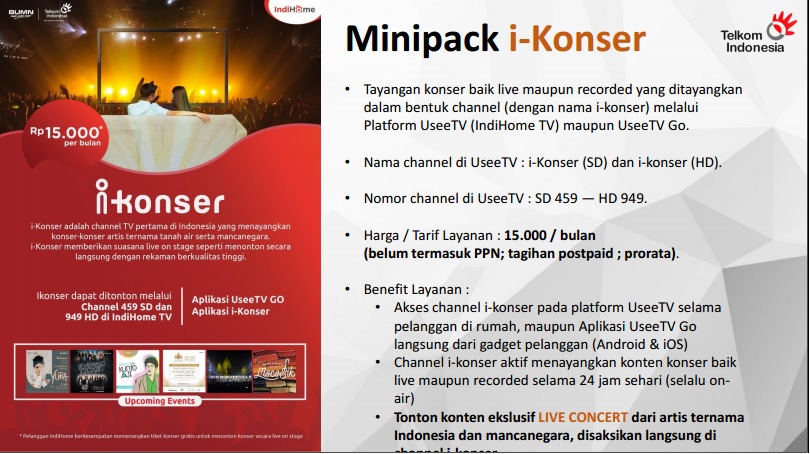 BUMN
Telkom
Indonesia
IndiHome
Rp15.000*
per bulan
i-konser
i-Konser adalah channel TV pertama di Indonesia yang menayangkan
konser-konser artis ternama tanah air serta mancanegara.
i-Konser memberikan suasana live on stage seperti menonton secara
langsung dengan rekaman berkualitas tinggi.
Ikonser dapat ditonton melalui
Channel 459 SD dan
949 HD di IndiHome TV
Aplikasi UseeTV GO
Aplikasi i-Konser
Upcoming Events
* Pelanggan IndiHome berkesempatan memenangkan tiket konser gratis untuk menonton konser secara live on stage
Minipack i-Konser
Telkom
Indonesia
• Tayangan konser baik live maupun recorded yang ditayangkan
dalam bentuk channel (dengan nama i-konser) melalui
Platform UseeTV (IndiHome TV) maupun UseeTV Go.
• Nama channel di UseeTV : i-Konser (SD) dan i-konser (HD).
• Nomor channel di UseeTV : SD 459 — HD 949.
• Harga / Tarif Layanan : 15.000 / bulan
(belum termasuk PPN; tagihan postpaid ; prorata).
• Benefit Layanan :
• Akses channel i-konser pada platform UseeTV selama
pelanggan di rumah, maupun Aplikasi UseeTV Go
langsung dari gadget pelanggan (Android & iOS)
• Channel i-konser aktif menayangkan konten konser baik
live maupun recorded selama 24 jam sehari (selalu on-
air)
• Tonton konten ekslusif LIVE CONCERT dari artis ternama
Indonesia dan mancanegara, disaksikan langsung di
channel i-konser